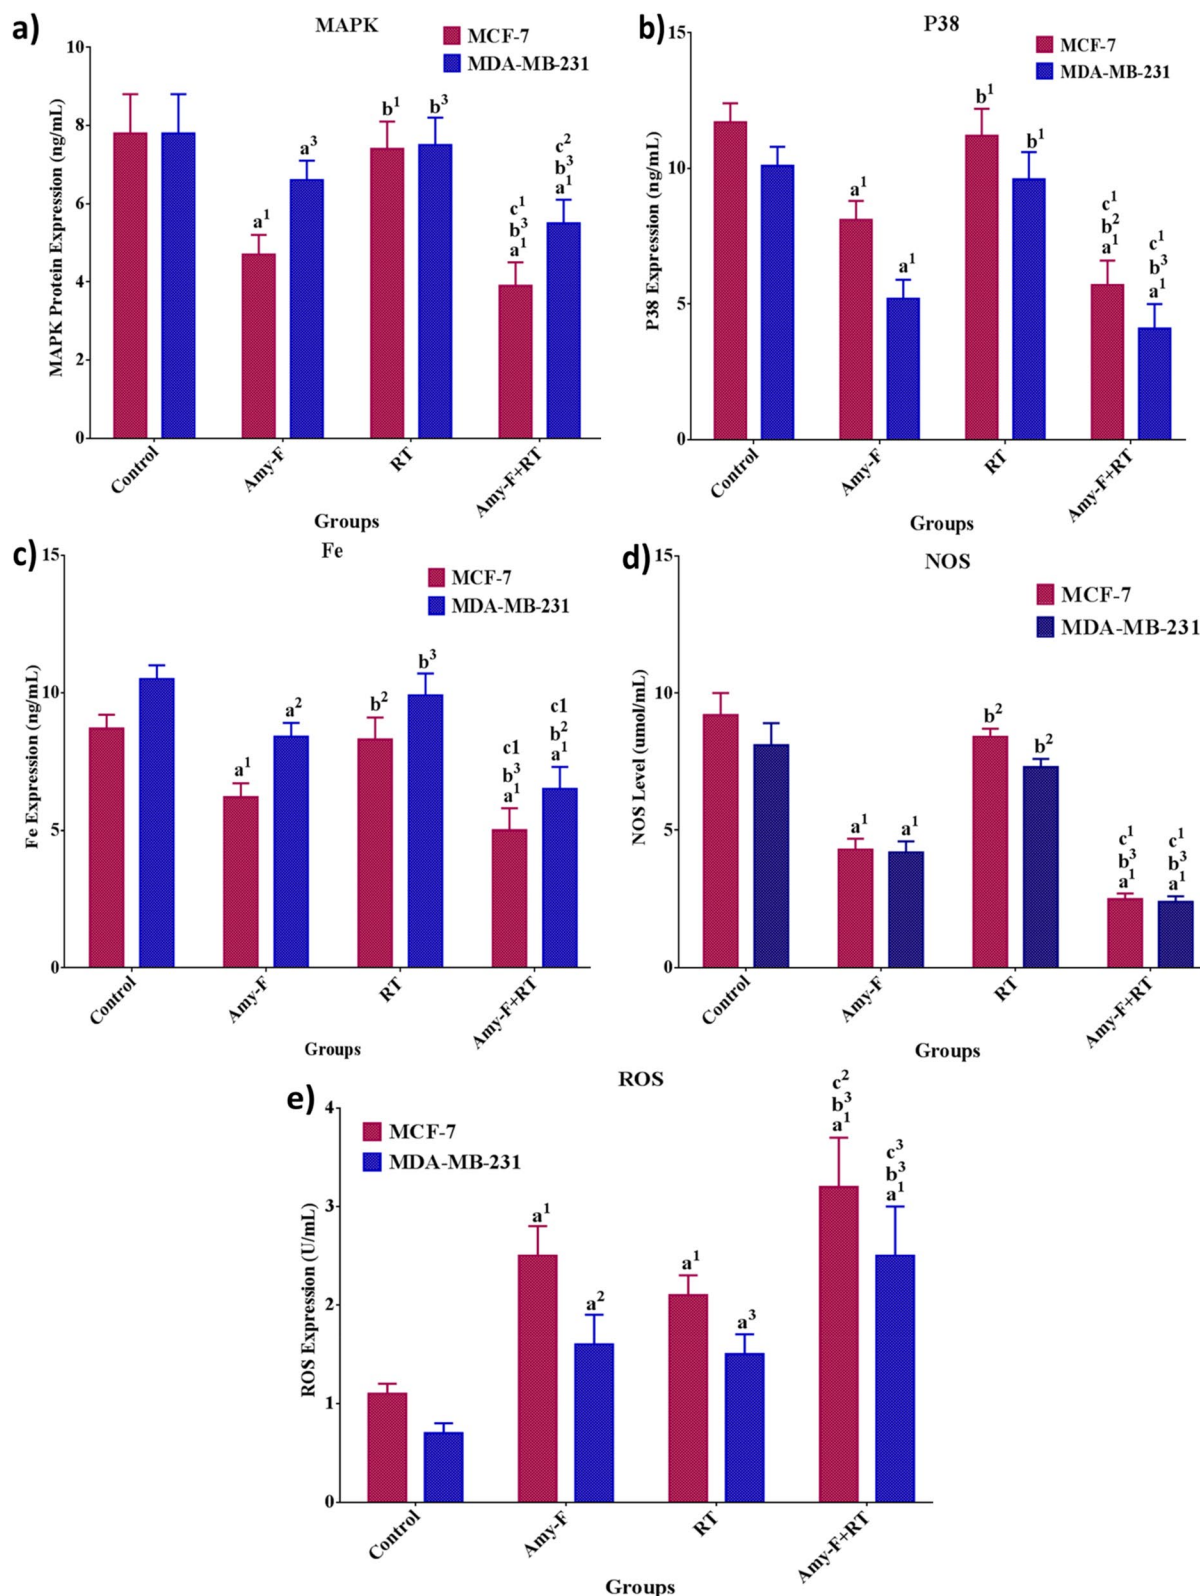 a)
MAPK
MCF-7
MDA-MB-231
MAPK Protein Expression (ng/mL)
10
8
6
4
2
0
a¹
a³
b¹
b³
c¹
b³
a¹
c²
b³
a¹
Control
Amy-F
RT
Amy-F+RT
Groups
b)
P38
MCF-7
MDA-MB-231
P38 Expression (ng/mL)
15
10
5
0
a¹
a¹
b¹
b¹
c¹
b²
a¹
c¹
b³
a¹
Control
Amy-F
RT
Amy-F+RT
Groups
c)
Fe
MCF-7
MDA-MB-231
Fe Expression (ng/mL)
15
10
5
0
a¹
a²
b²
b³
c1
b³
a¹
c1
b²
a¹
Control
Amy-F
RT
Amy-F+RT
Groups
d)
NOS
MCF-7
MDA-MB-231
NOS Level (umol/mL)
15
10
5
0
a¹
a¹
b²
b²
c¹
b³
a¹
c¹
b³
a¹
Control
Amy-F
RT
Amy-F+RT
Groups
e)
ROS
MCF-7
MDA-MB-231
ROS Expression (U/mL)
4
3
2
1
0
a¹
a²
a¹
a³
c²
b³
a¹
c³
b³
a¹
Control
Amy-F
RT
Amy-F+RT
Groups